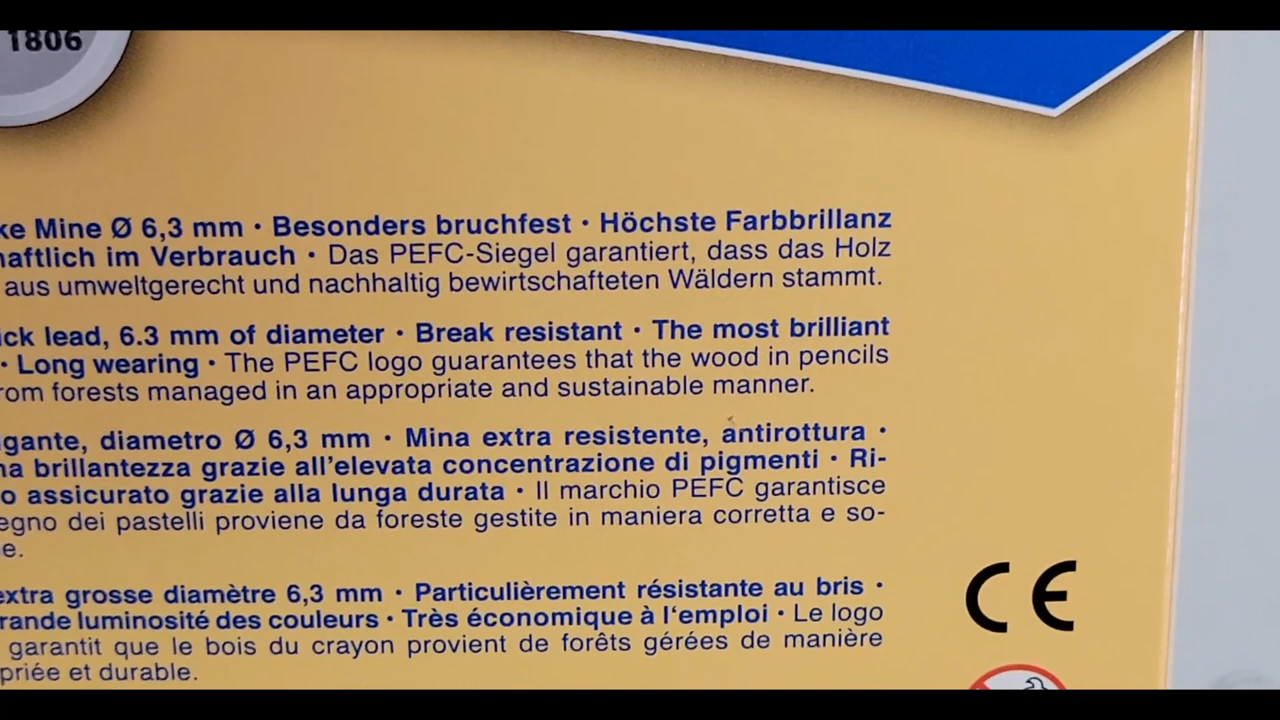 1806
ke Mine Ø 6,3 mm · Besonders bruchfest · Höchste Farbbrillanz
haftlich im Verbrauch · Das PEFC-Siegel garantiert, dass das Holz
aus umweltgerecht und nachhaltig bewirtschafteten Wäldern stammt.
ick lead, 6.3 mm of diameter · Break resistant · The most brilliant
· Long wearing · The PEFC logo guarantees that the wood in pencils
rom forests managed in an appropriate and sustainable manner.
igante, diametro Ø 6,3 mm · Mina extra resistente, antirottura ·
na brillantezza grazie all'elevata concentrazione di pigmenti · Ri-
o assicurato grazie alla lunga durata · Il marchio PEFC garantisce
egno dei pastelli proviene da foreste gestite in maniera corretta e so-
e.
extra grosse diamètre 6,3 mm · Particulièrement résistante au bris ·
rande luminosité des couleurs · Très économique à l'emploi · Le logo
garantit que le bois du crayon provient de forêts gérées de manière
priée et durable.
CE